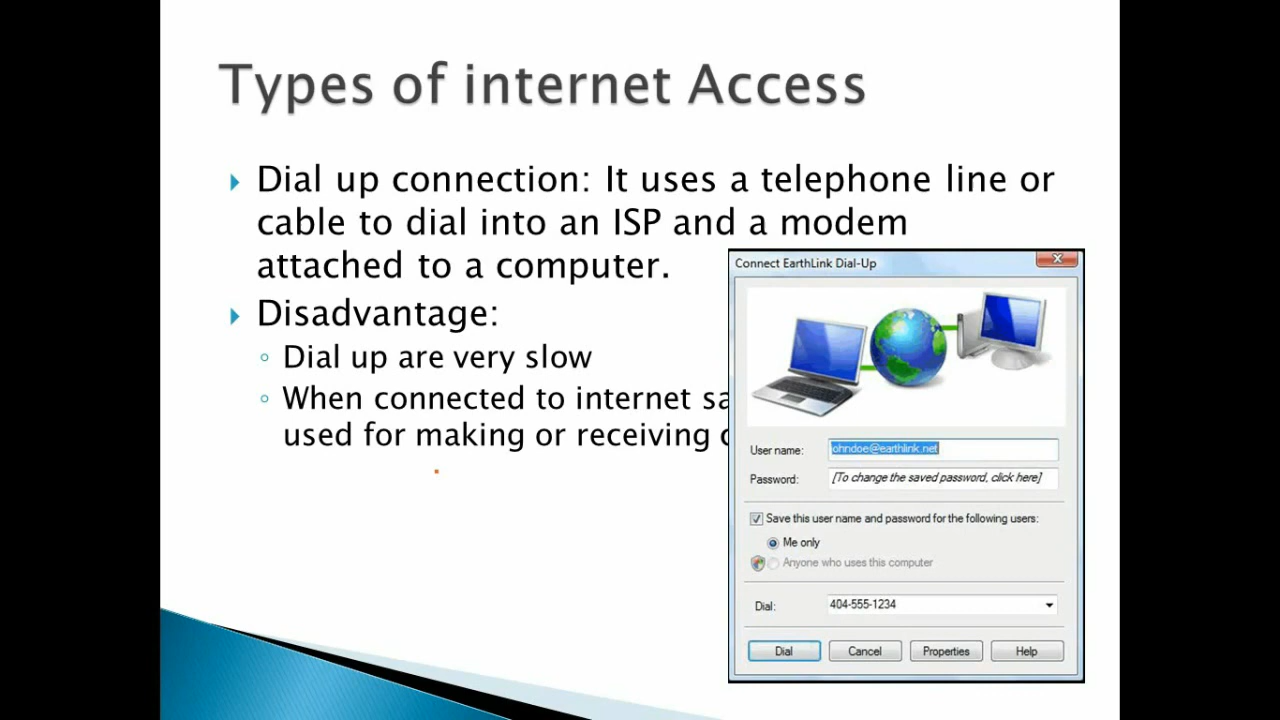 Types of internet Access
Dial up connection: It uses a telephone line or
cable to dial into an ISP and a modem
attached to a computer.
Disadvantage:
Dial up are very slow
When connected to internet
used for making or receiving
Connect EarthLink Dial-Up
User name: ohndoe@earthlink.net
Password: [To change the saved password, click here]
Save this user name and password for the following users:
Me only
Anyone who uses this computer
Dial: 404-555-1234
Dial Cancel Properties Help